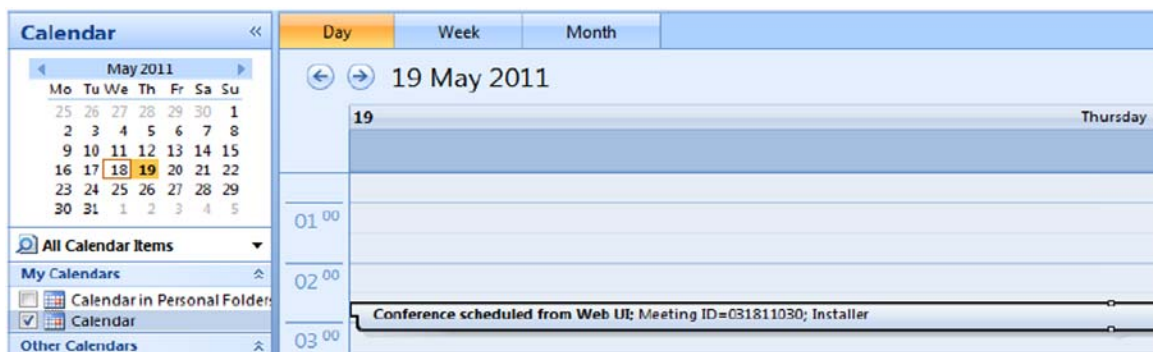 Calendar «
Day Week Month
May 2011
Mo Tu We Th Fr Sa Su
25 26 27 28 29 30 1
2 3 4 5 6 7 8
9 10 11 12 13 14 15
16 17 18 19 20 21 22
23 24 25 26 27 28 29
30 31 1 2 3 4 5
All Calendar Items
My Calendars
Calendar in Personal Folders
Calendar
Other Calendars
19 May 2011
19 Thursday
01 00
02 00
Conference scheduled from Web UI; Meeting ID=031811030; Installer
03 00